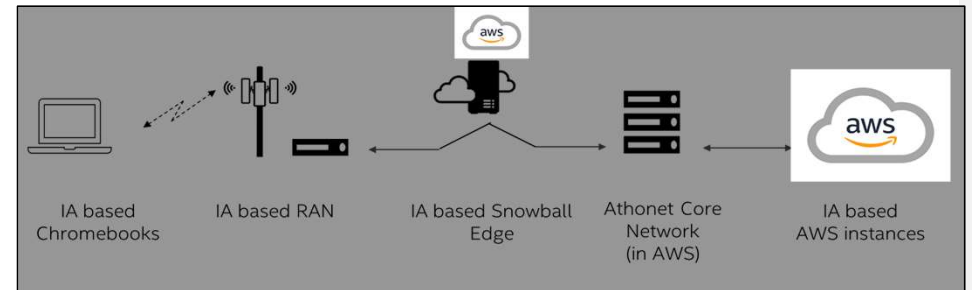 aws
aws
IA based
Chromebooks
IA based RAN
IA based Snowball
Edge
Athonet Core
Network
(in AWS)
IA based
AWS instances